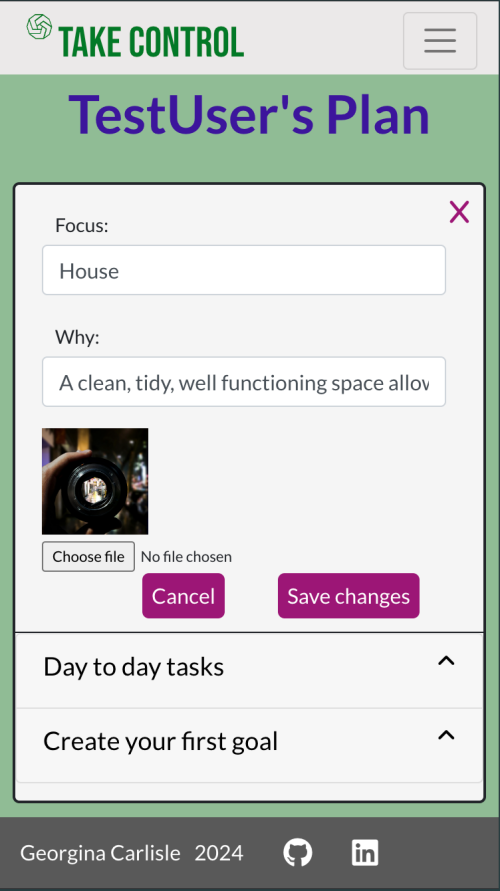 TAKE CONTROL
TestUser's Plan
X
Focus:
House
Why:
A clean, tidy, well functioning space
Choose file No file chosen
Cancel Save changes
Day to day tasks
Create your first goal
Georgina Carlisle 2024
in